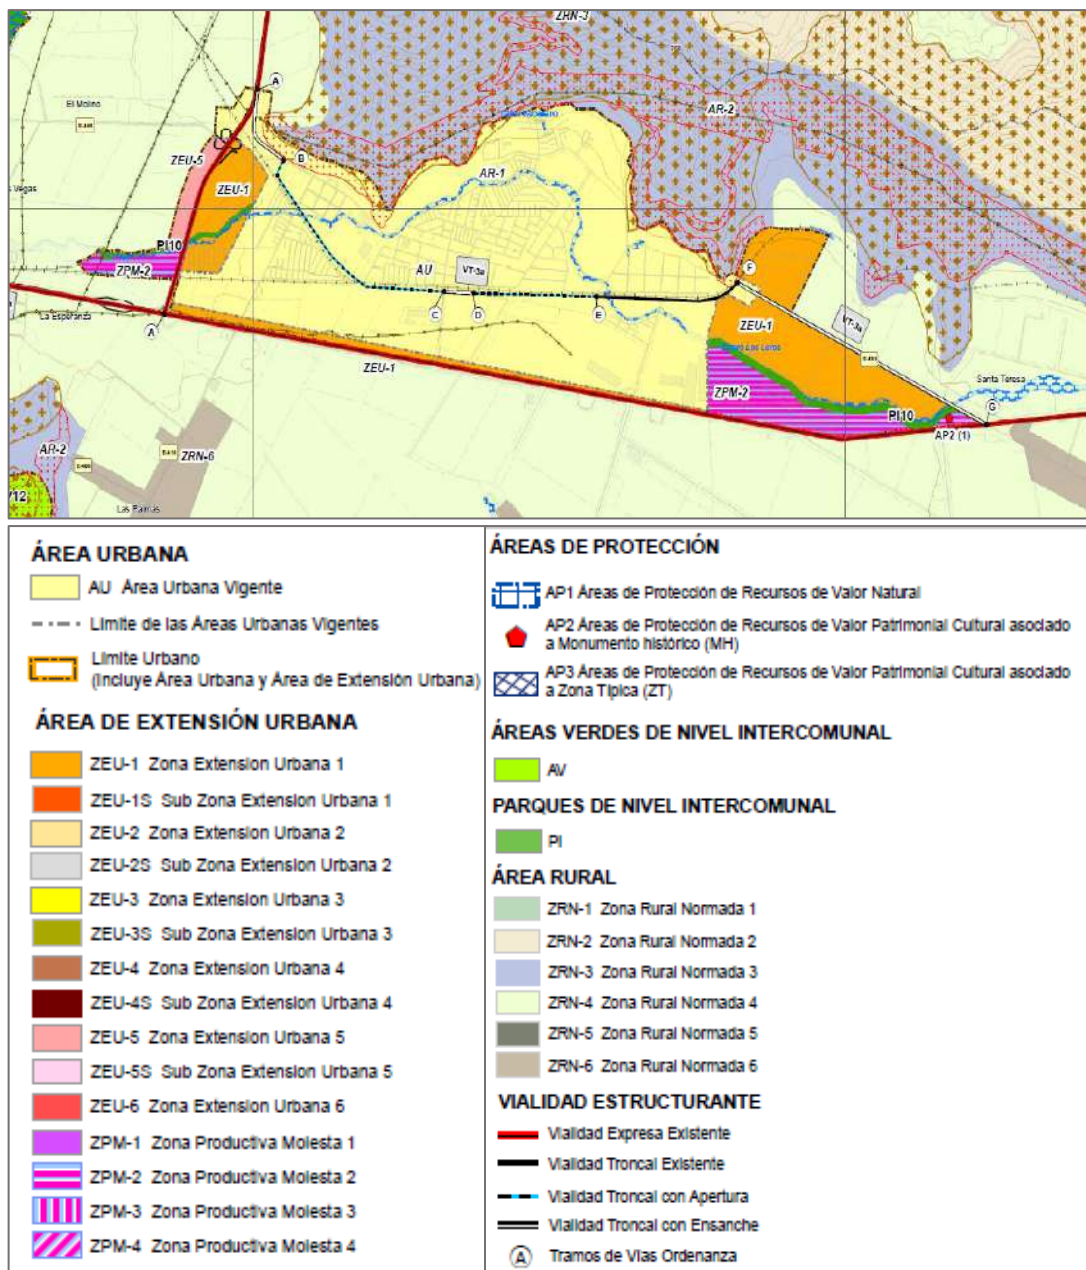 ZRN-3
A
El Molino
AR-2
B
ZEU-5
ZEU-1
AR-1
Vegas
PI10
ZPM-2
F
AU
VT-3a
La Esperanza
A
C
D
E
ZEU-1
VT-3a
ZEU-1
Santa Teresa
ZPM-2
PI10
G
AP2 (1)
AR-2
ZRN-6
V12
Las Palmas
ÁREA URBANA
AU Área Urbana Vigente
Límite de las Áreas Urbanas Vigentes
Límite Urbano
(Incluye Área Urbana y Área de Extensión Urbana)
ÁREA DE EXTENSIÓN URBANA
ZEU-1 Zona Extension Urbana 1
ZEU-1S Sub Zona Extension Urbana 1
ZEU-2 Zona Extension Urbana 2
ZEU-2S Sub Zona Extension Urbana 2
ZEU-3 Zona Extension Urbana 3
ZEU-3S Sub Zona Extension Urbana 3
ZEU-4 Zona Extension Urbana 4
ZEU-4S Sub Zona Extension Urbana 4
ZEU-5 Zona Extension Urbana 5
ZEU-5S Sub Zona Extension Urbana 5
ZEU-6 Zona Extension Urbana 6
ZPM-1 Zona Productiva Molesta 1
ZPM-2 Zona Productiva Molesta 2
ZPM-3 Zona Productiva Molesta 3
ZPM-4 Zona Productiva Molesta 4
ÁREAS DE PROTECCIÓN
AP1 Áreas de Protección de Recursos de Valor Natural
AP2 Áreas de Protección de Recursos de Valor Patrimonial Cultural asociado
a Monumento histórico (MH)
AP3 Áreas de Protección de Recursos de Valor Patrimonial Cultural asociado
a Zona Típica (ZT)
ÁREAS VERDES DE NIVEL INTERCOMUNAL
AV
PARQUES DE NIVEL INTERCOMUNAL
PI
ÁREA RURAL
ZRN-1 Zona Rural Normada 1
ZRN-2 Zona Rural Normada 2
ZRN-3 Zona Rural Normada 3
ZRN-4 Zona Rural Normada 4
ZRN-5 Zona Rural Normada 5
ZRN-6 Zona Rural Normada 6
VIALIDAD ESTRUCTURANTE
Vialidad Expresa Existente
Vialidad Troncal Existente
Vialidad Troncal con Apertura
Vialidad Troncal con Ensanche
A Tramos de Vías Ordenanza